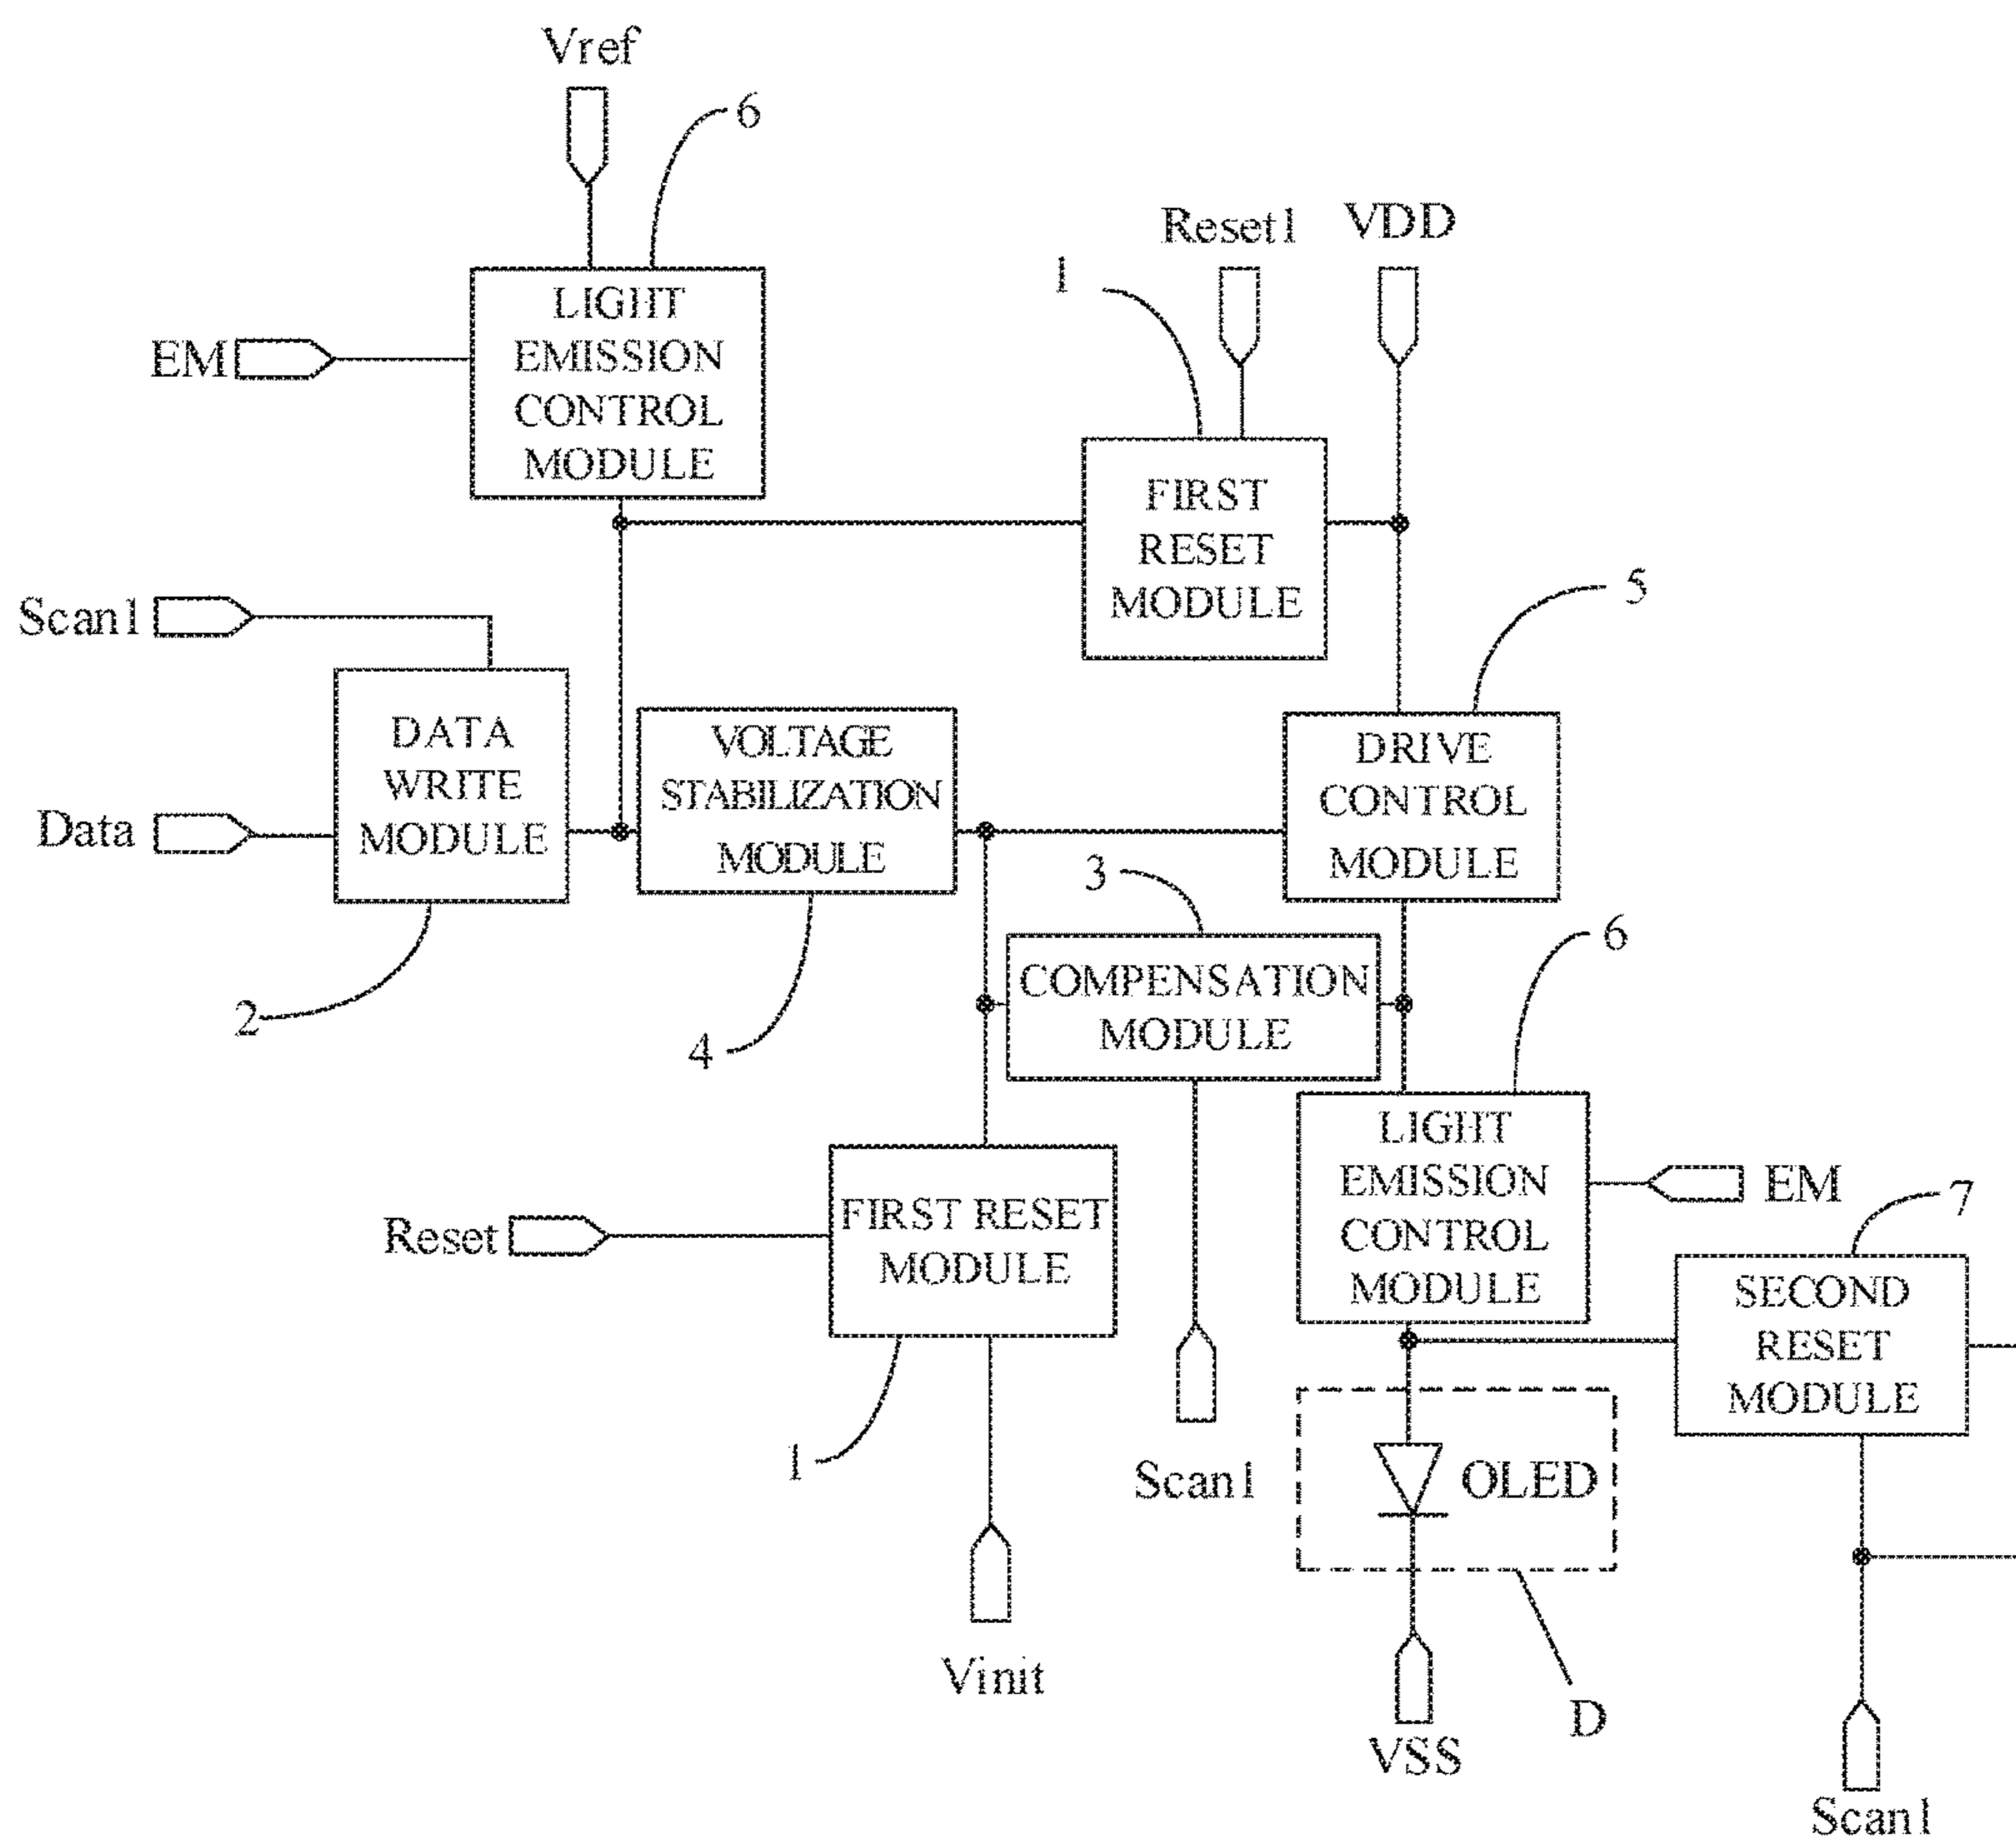 Vref
6
LIGHT
EMISSION
CONTROL
MODULE
EM
Reset1
VDD
1
FIRST
RESET
MODULE
Scan1
5
DATA
WRITE
MODULE
Data
VOLTAGE
STABILIZATION
MODULE
DRIVE
CONTROL
MODULE
3
2
4
COMPENSATION
MODULE
6
LIGHT
EMISSION
CONTROL
MODULE
EM
7
Reset
FIRST RESET
MODULE
SECOND
RESET
MODULE
1
Scan1
OLED
Vinit
D
VSS
Scan1